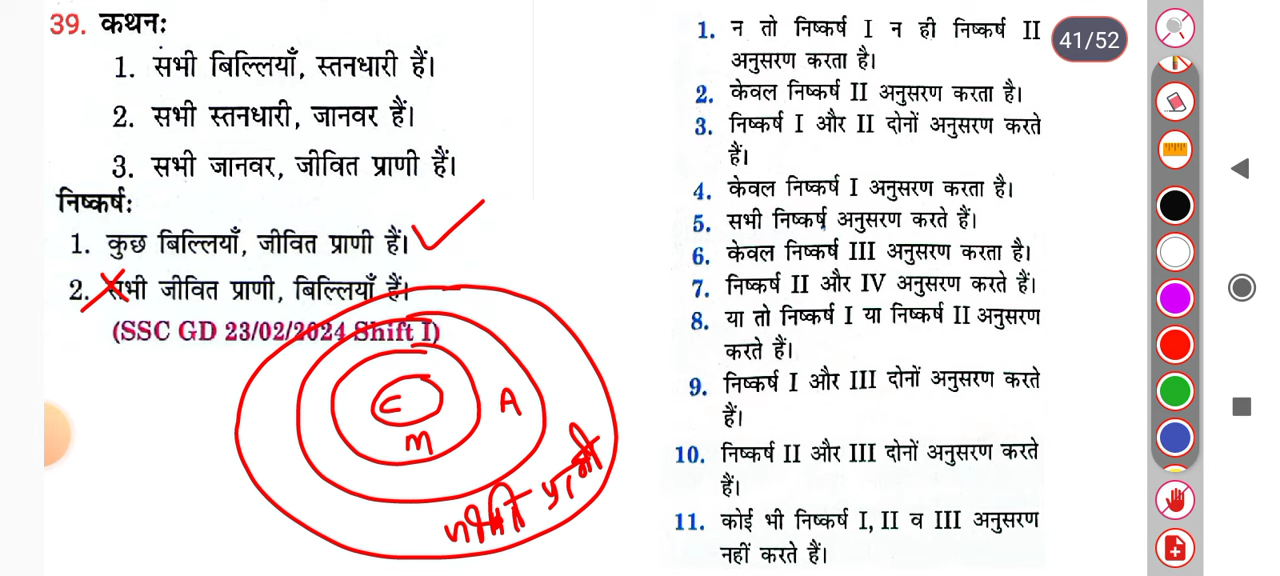 39. कथनः
1. सभी बिल्लियाँ, स्तनधारी हैं।
2. सभी स्तनधारी, जानवर हैं।
3. सभी जानवर, जीवित प्राणी हैं।
निष्कर्षः
1. कुछ बिल्लियाँ, जीवित प्राणी हैं।
2. सभी जीवित प्राणी, बिल्लियाँ हैं।
(SSC GD 23/02/2024 Shift I)
C
M
A
जीवित प्राणी
1. न तो निष्कर्ष I न ही निष्कर्ष II
अनुसरण करता है।
2. केवल निष्कर्ष II अनुसरण करता है।
3. निष्कर्ष I और II दोनों अनुसरण करते
हैं।
4. केवल निष्कर्ष I अनुसरण करता है।
5. सभी निष्कर्ष अनुसरण करते हैं।
6. केवल निष्कर्ष III अनुसरण करता है।
7. निष्कर्ष II और IV अनुसरण करते हैं।
8. या तो निष्कर्ष I या निष्कर्ष II अनुसरण
करते हैं।
9. निष्कर्ष I और III दोनों अनुसरण करते
हैं।
10. निष्कर्ष II और III दोनों अनुसरण करते
हैं।
11. कोई भी निष्कर्ष I, II व III अनुसरण
नहीं करते हैं।
41/52